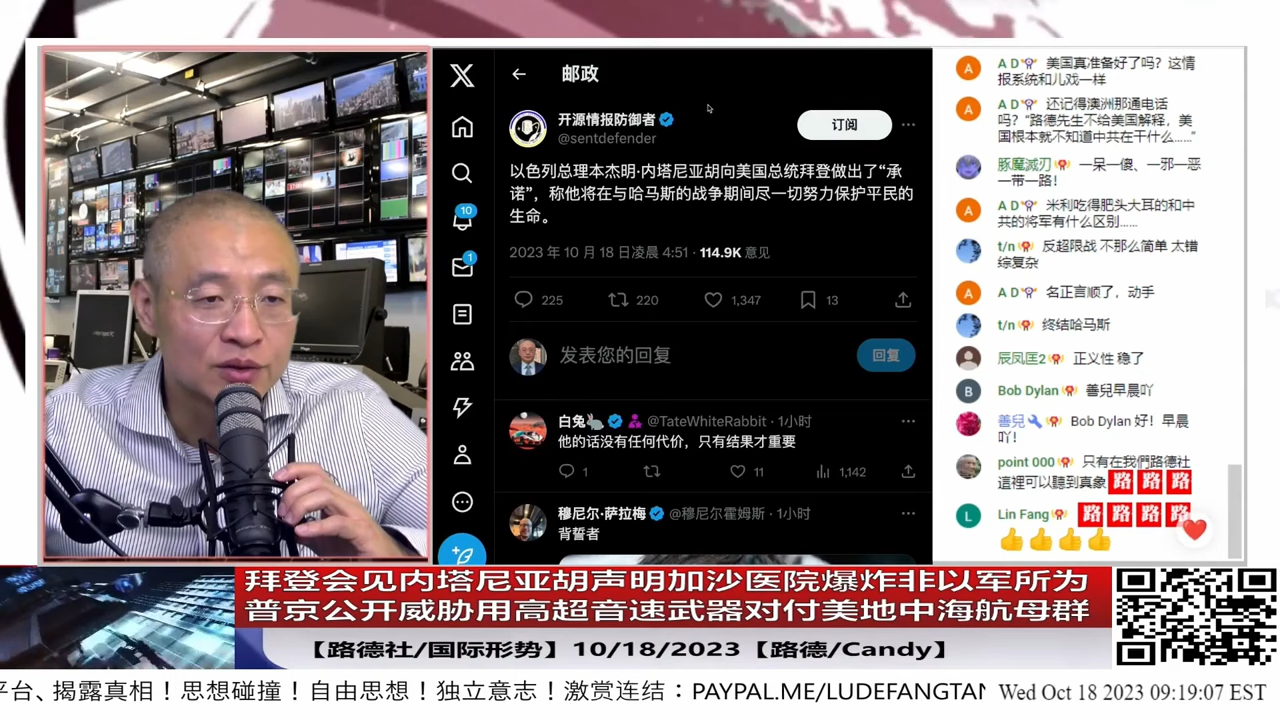 邮政
开源情报防御者
@sentdefender
订阅
以色列总理本杰明·内塔尼亚胡向美国总统拜登做出了“承
诺”，称他将在与哈马斯的战争期间尽一切努力保护平民的
生命。
2023 年 10 月 18 日凌晨 4:51 · 114.9K 意见
225 220 1,347 13
10
1
发表您的回复
回复
白兔 @TateWhiteRabbit · 1小时
他的话没有任何代价，只有结果才重要
1 11 1,142
穆尼尔·萨拉梅 @穆尼尔霍姆斯 · 1小时
背誓者
A D 美国真准备好了吗？这情
报系统和儿戏一样
A D 还记得澳洲那通电话
吗？“路德先生不给美国解释，美
国根本就不知道中共在干什么……”
豚魔滅刃 一呆一傻、一邪一恶
一带一路！
A D 米利吃得肥头大耳的和中
共的将军有什么区别……
t/n 反超限战 不那么简单 太错
综复杂
A D 名正言顺了，动手
t/n 终结哈马斯
辰凤匡2 正义性 稳了
Bob Dylan 善兒早晨吖
善兒 Bob Dylan 好！早晨
吖！
point 000 只有在我們路德社
這裡可以聽到真象 路 路 路
Lin Fang 路 路 路 路
拜登会见内塔尼亚胡声明加沙医院爆炸非以军所为
普京公开威胁用高超音速武器对付美地中海航母群
【路德社/国际形势】10/18/2023【路德/Candy】
平台、揭露真相！思想碰撞！自由思想！独立意志！激赏连结：PAYPAL.ME/LUDEFANGTAN
Wed Oct 18 2023 09:19:07 EST